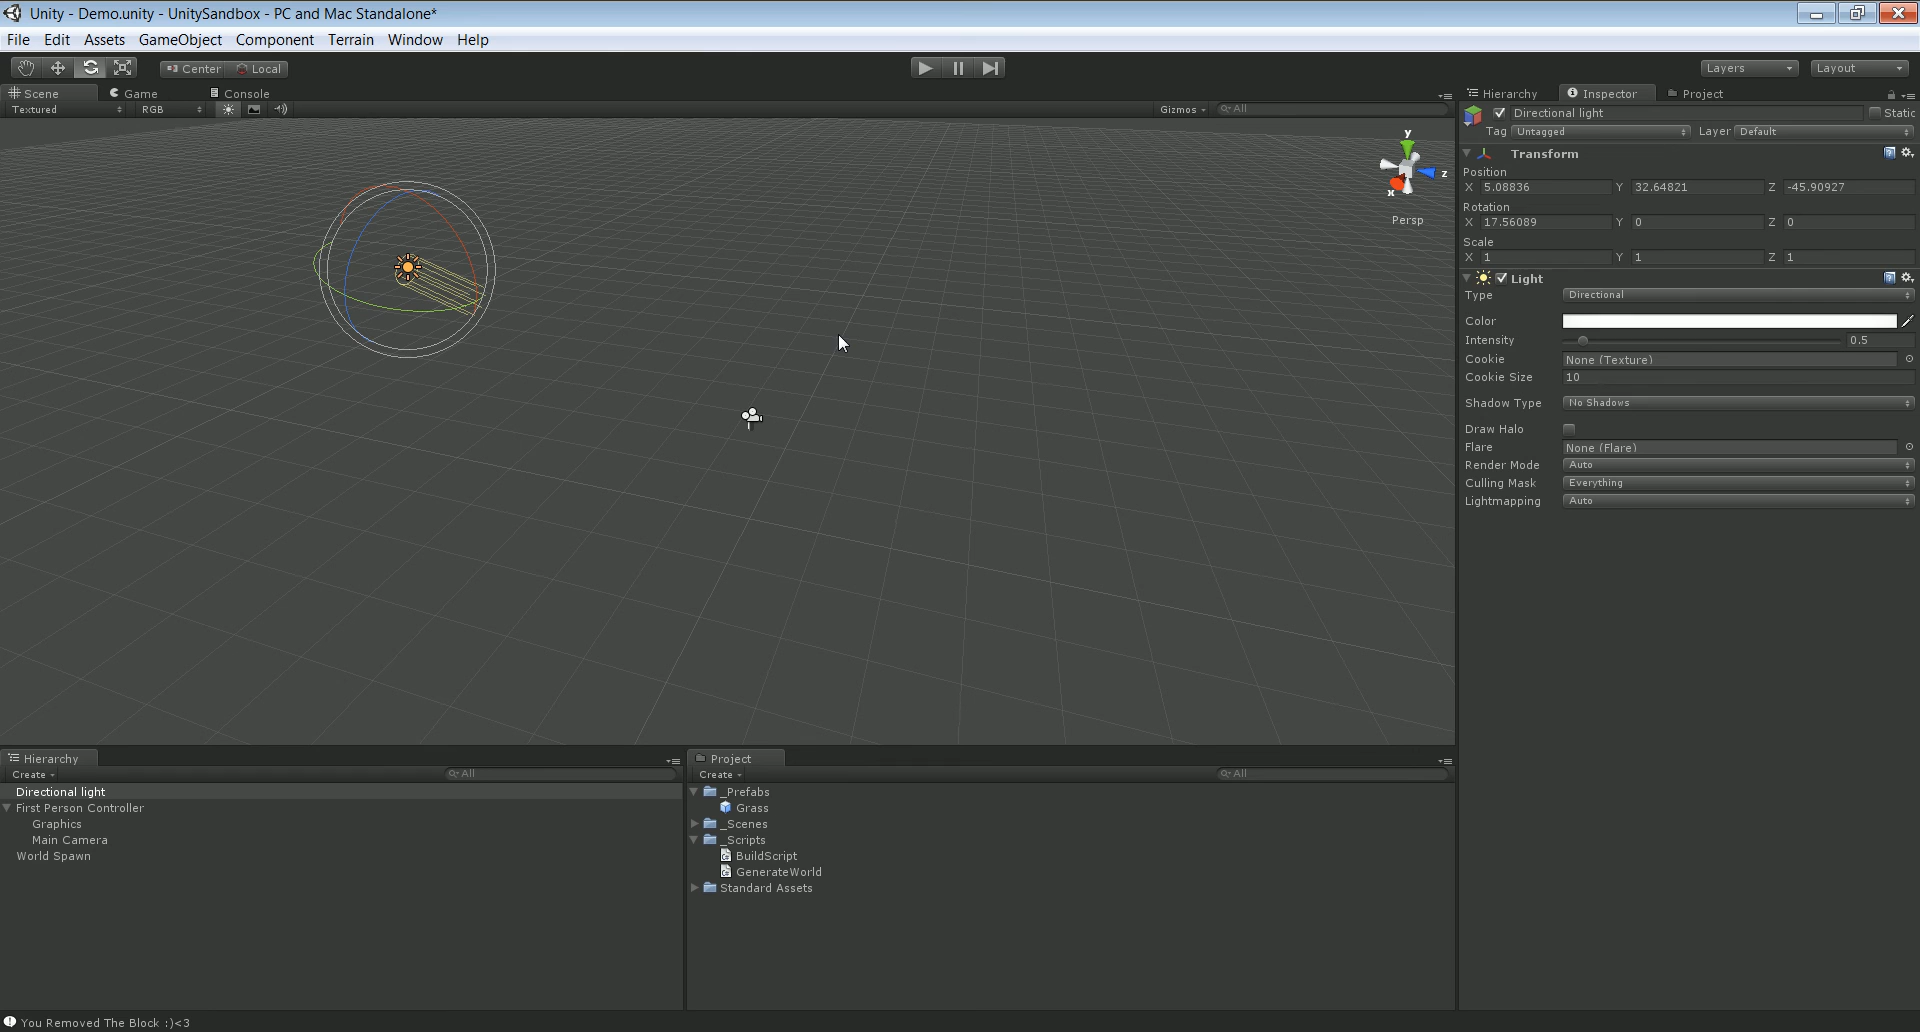 Unity - Demo.unity - UnitySandbox - PC and Mac Standalone*
File Edit Assets GameObject Component Terrain Window Help
Center Local Layers Layout
Scene Game Console
Textured RGB Gizmos All
y
z
x
Persp
Hierarchy Inspector Project
Directional light Static
Tag Untagged Layer Default
Transform
Position
X 5.08836 Y 32.64821 Z -45.90927
Rotation
X 17.56089 Y 0 Z 0
Scale
X 1 Y 1 Z 1
Light
Type Directional
Color
Intensity 0.5
Cookie None (Texture)
Cookie Size 10
Shadow Type No Shadows
Draw Halo
Flare None (Flare)
Render Mode Auto
Culling Mask Everything
Lightmapping Auto
Hierarchy
Create All
Directional light
First Person Controller
Graphics
Main Camera
World Spawn
Project
Create All
_Prefabs
Grass
_Scenes
_Scripts
BuildScript
GenerateWorld
Standard Assets
You Removed The Block :)<3